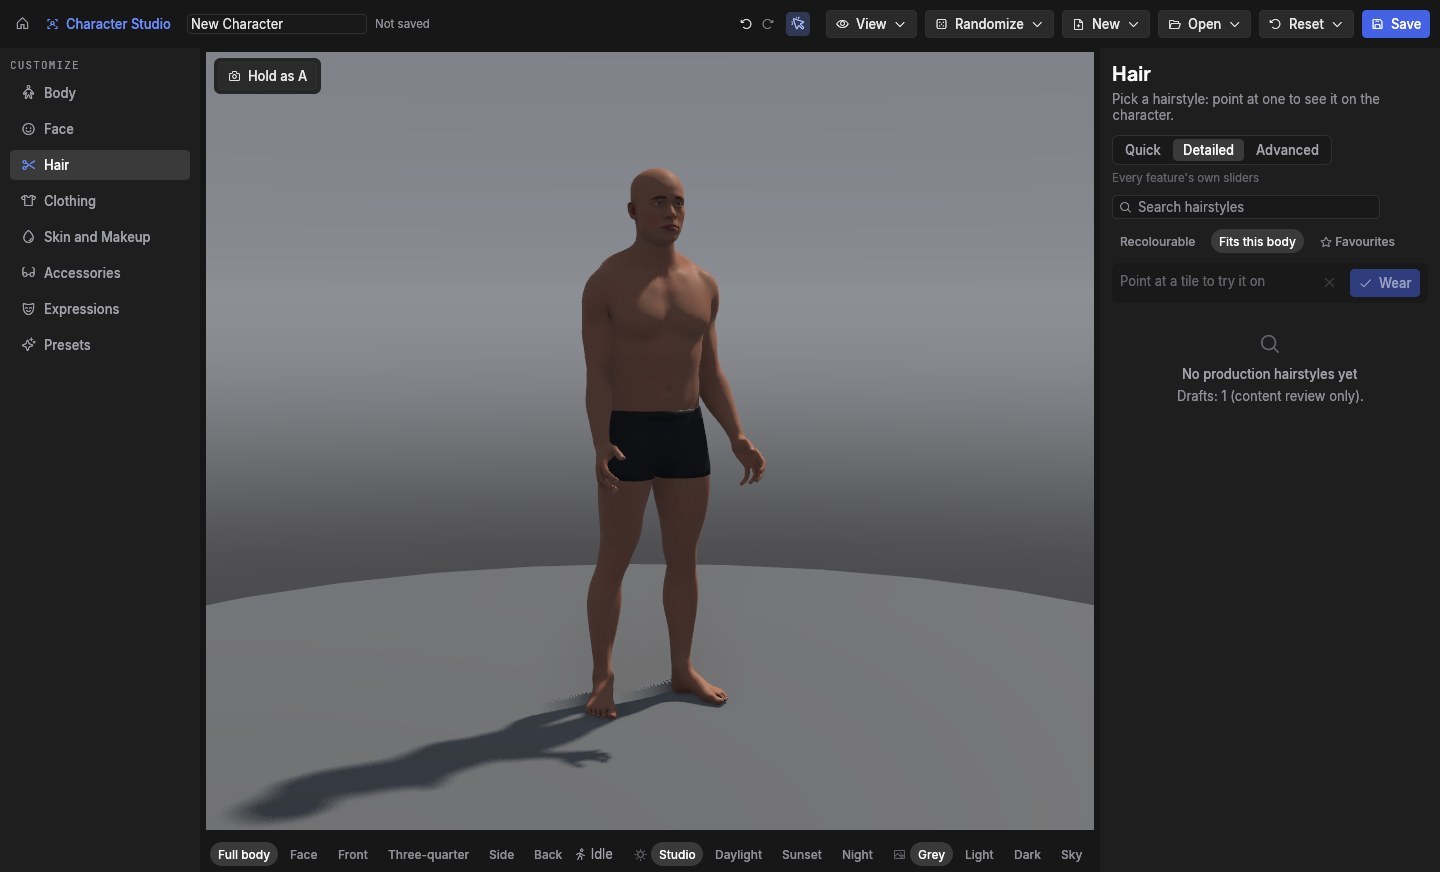 Character Studio
New Character
Not saved
View
Randomize
New
Open
Reset
Save
CUSTOMIZE
Body
Face
Hair
Clothing
Skin and Makeup
Accessories
Expressions
Presets
Hold as A
Hair
Pick a hairstyle: point at one to see it on the
character.
Quick
Detailed
Advanced
Every feature's own sliders
Search hairstyles
Recolourable
Fits this body
Favourites
Point at a tile to try it on
Wear
No production hairstyles yet
Drafts: 1 (content review only).
Full body
Face
Front
Three-quarter
Side
Back
Idle
Studio
Daylight
Sunset
Night
Grey
Light
Dark
Sky